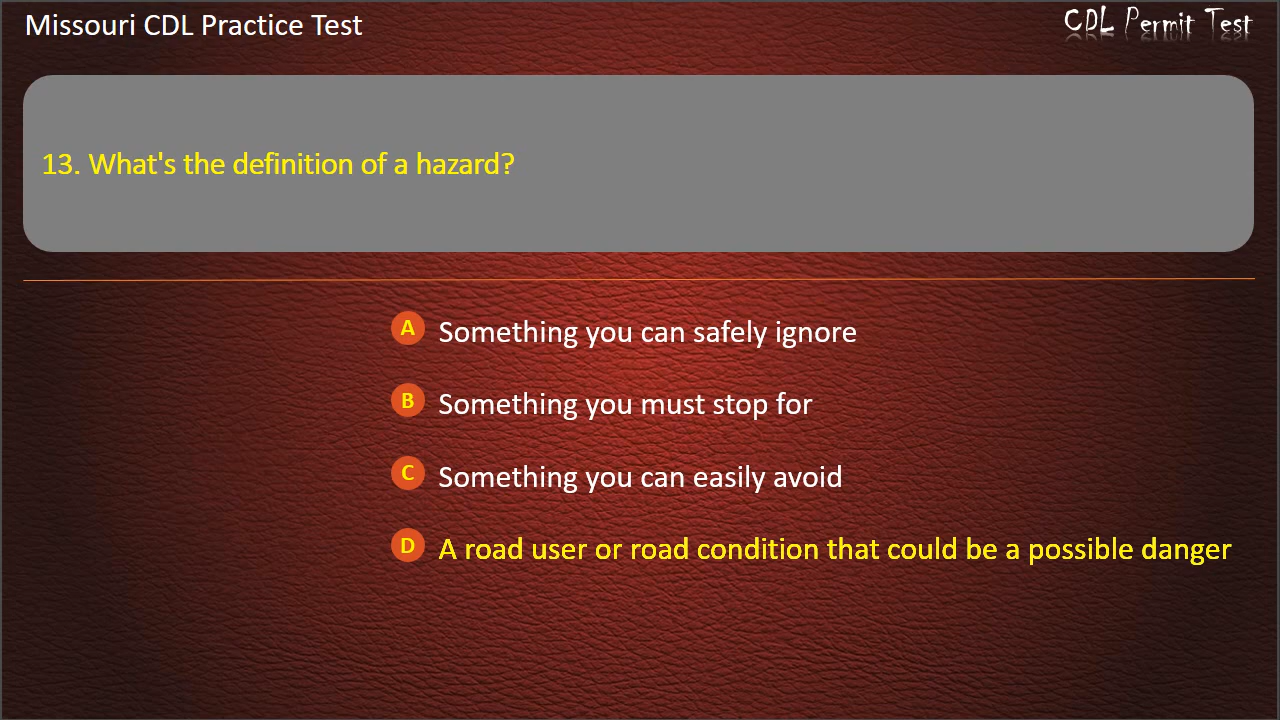 Missouri CDL Practice Test
CDL Permit Test
13. What's the definition of a hazard?
A Something you can safely ignore
B Something you must stop for
C Something you can easily avoid
D A road user or road condition that could be a possible danger